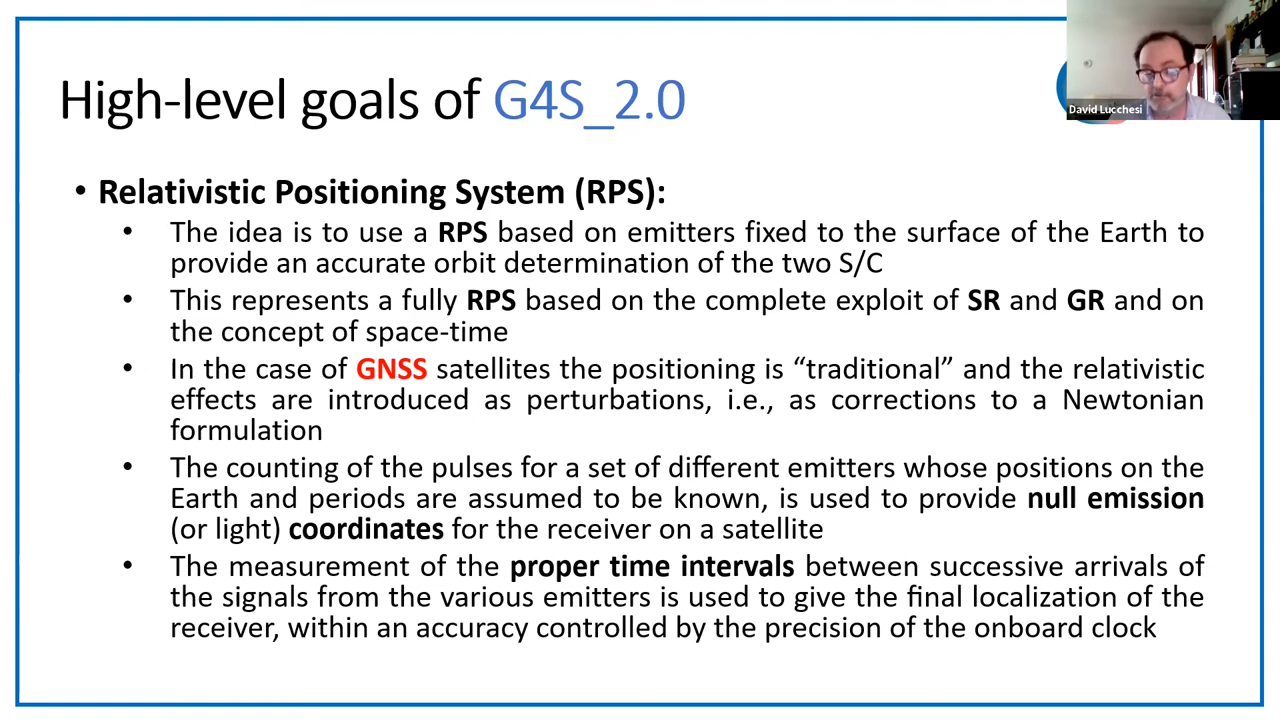 High-level goals of G4S_2.0
David Lucchesi
• Relativistic Positioning System (RPS):
• The idea is to use a RPS based on emitters fixed to the surface of the Earth to
provide an accurate orbit determination of the two S/C
• This represents a fully RPS based on the complete exploit of SR and GR and on
the concept of space-time
• In the case of GNSS satellites the positioning is “traditional” and the relativistic
effects are introduced as perturbations, i.e., as corrections to a Newtonian
formulation
• The counting of the pulses for a set of different emitters whose positions on the
Earth and periods are assumed to be known, is used to provide null emission
(or light) coordinates for the receiver on a satellite
• The measurement of the proper time intervals between successive arrivals of
the signals from the various emitters is used to give the final localization of the
receiver, within an accuracy controlled by the precision of the onboard clock